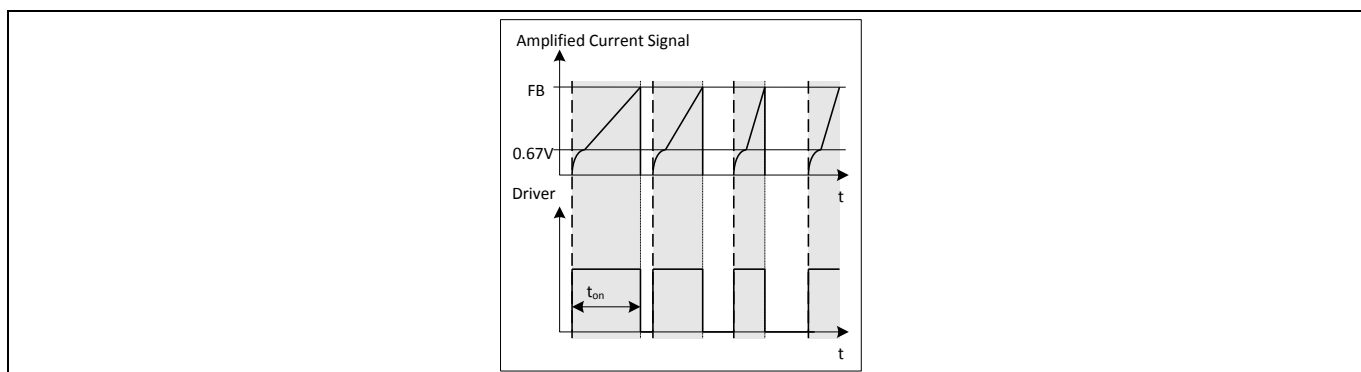 Amplified Current Signal
FB
0.67V
t
Driver
ton
t